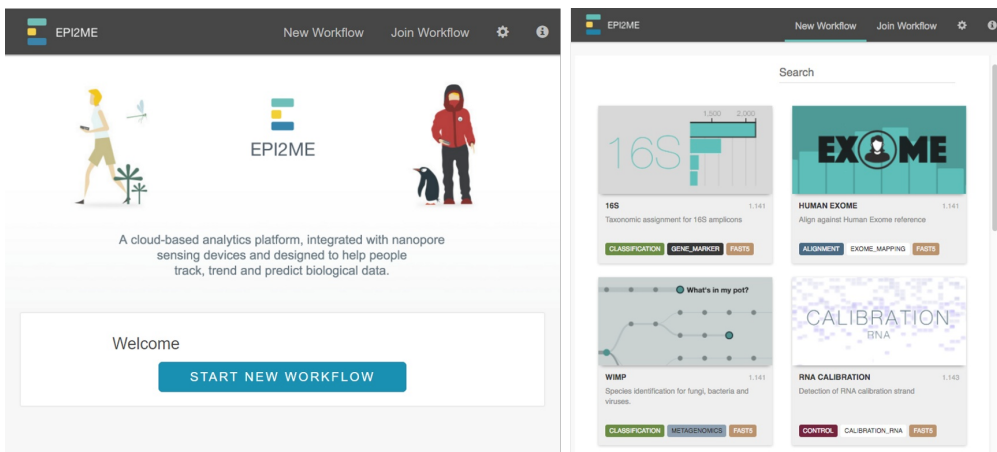 EPI2ME
New Workflow
Join Workflow
EPI2ME
A cloud-based analytics platform, integrated with nanopore
sensing devices and designed to help people
track, trend and predict biological data.
Welcome
START NEW WORKFLOW
EPI2ME
New Workflow
Join Workflow
Search
1,500 2,000
16S
16S 1.141
Taxonomic assignment for 16S amplicons
CLASSIFICATION GENE_MARKER FAST5
EXOME
HUMAN EXOME 1.141
Align against Human Exome reference
ALIGNMENT EXOME_MAPPING FAST5
What's in my pot?
WIMP 1.141
Species identification for fungi, bacteria and
viruses.
CLASSIFICATION METAGENOMICS FAST5
CALIBRATION
RNA
RNA CALIBRATION 1.143
Detection of RNA calibration strand
CONTROL CALIBRATION_RNA FAST5